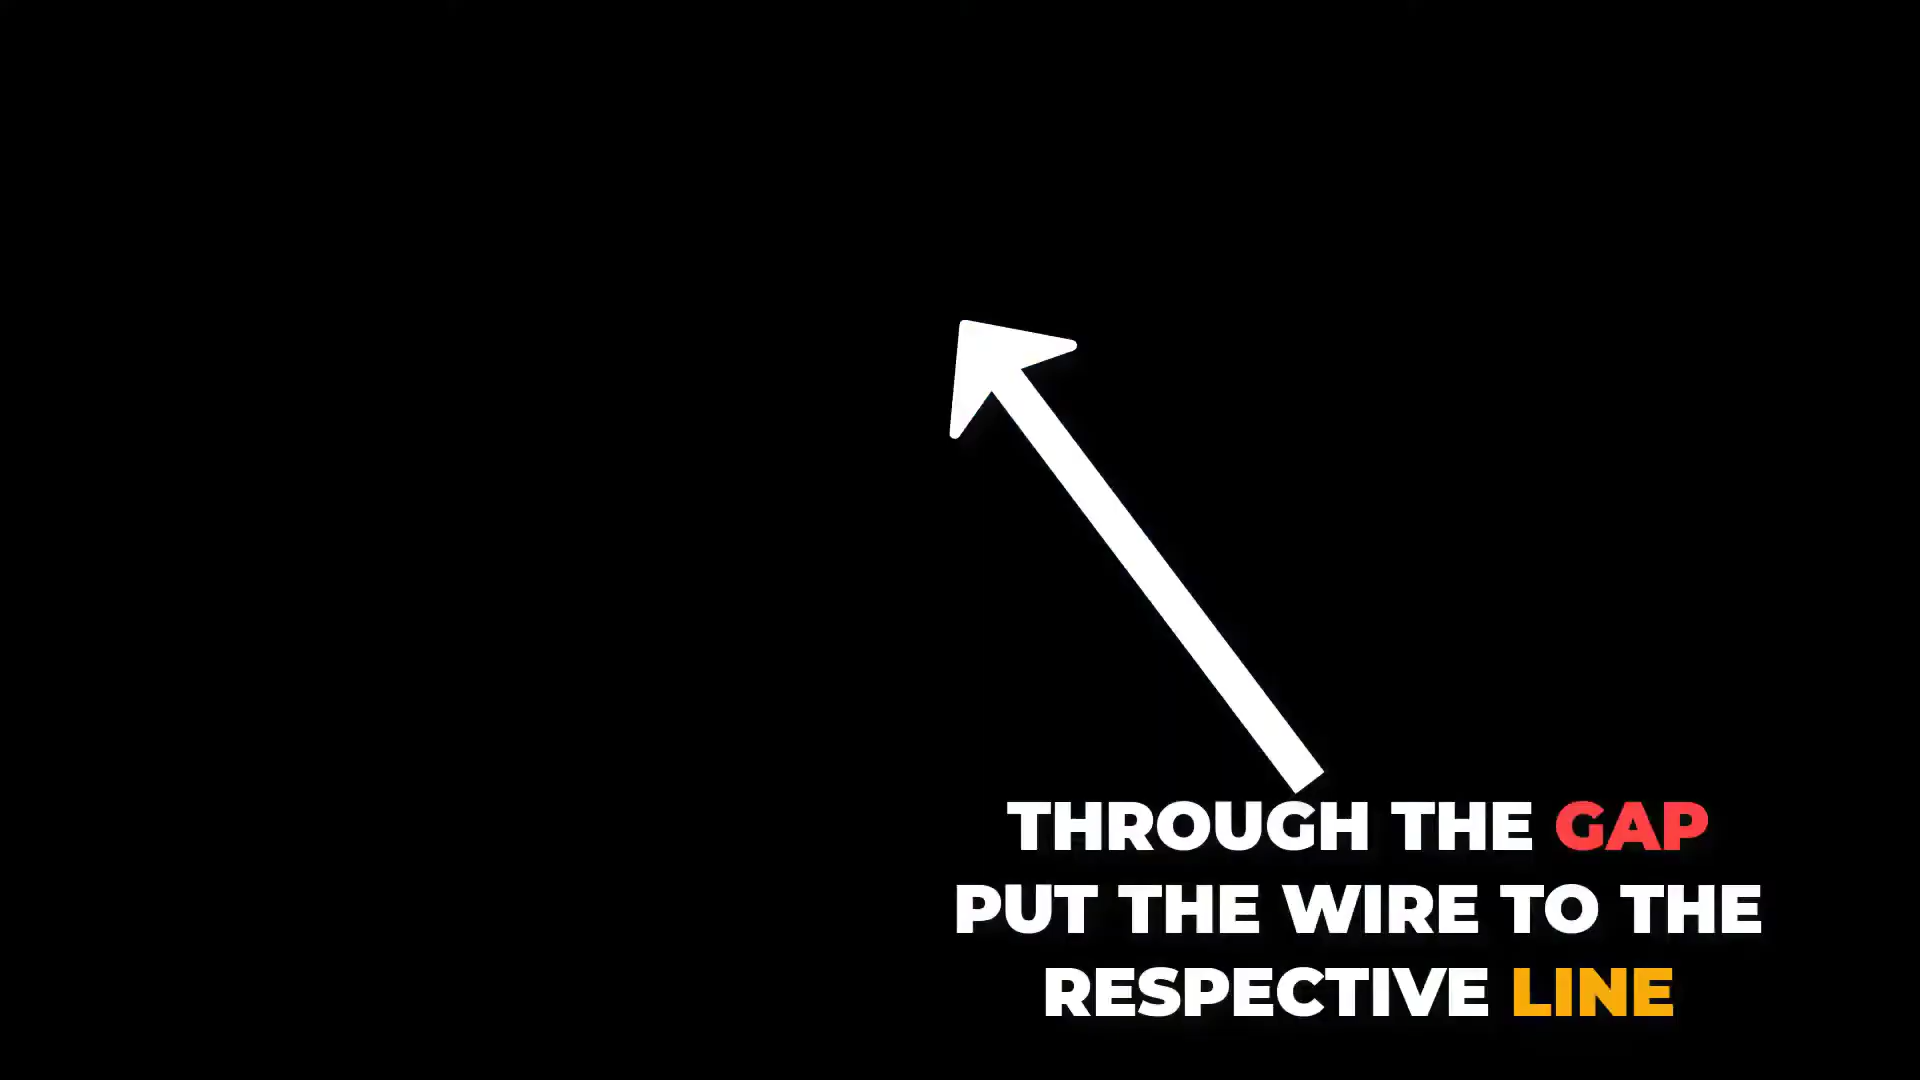 THROUGH THE GAP
PUT THE WIRE TO THE
RESPECTIVE LINE